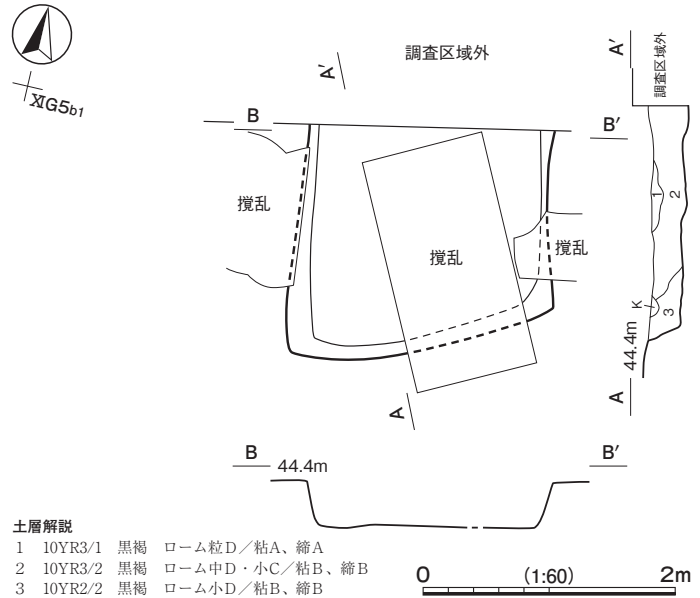 XIG5b1
A′
調査区域外
A′
調査区域外
B
B′
撹乱
撹乱
撹乱
1
2
K
3
44.4m
A
A
B
44.4m
B′
土層解説
1 10YR3/1 黒褐 ローム粒D／粘A、締A
2 10YR3/2 黒褐 ローム中D・小C／粘B、締B
3 10YR2/2 黒褐 ローム小D／粘B、締B
0 (1:60) 2m